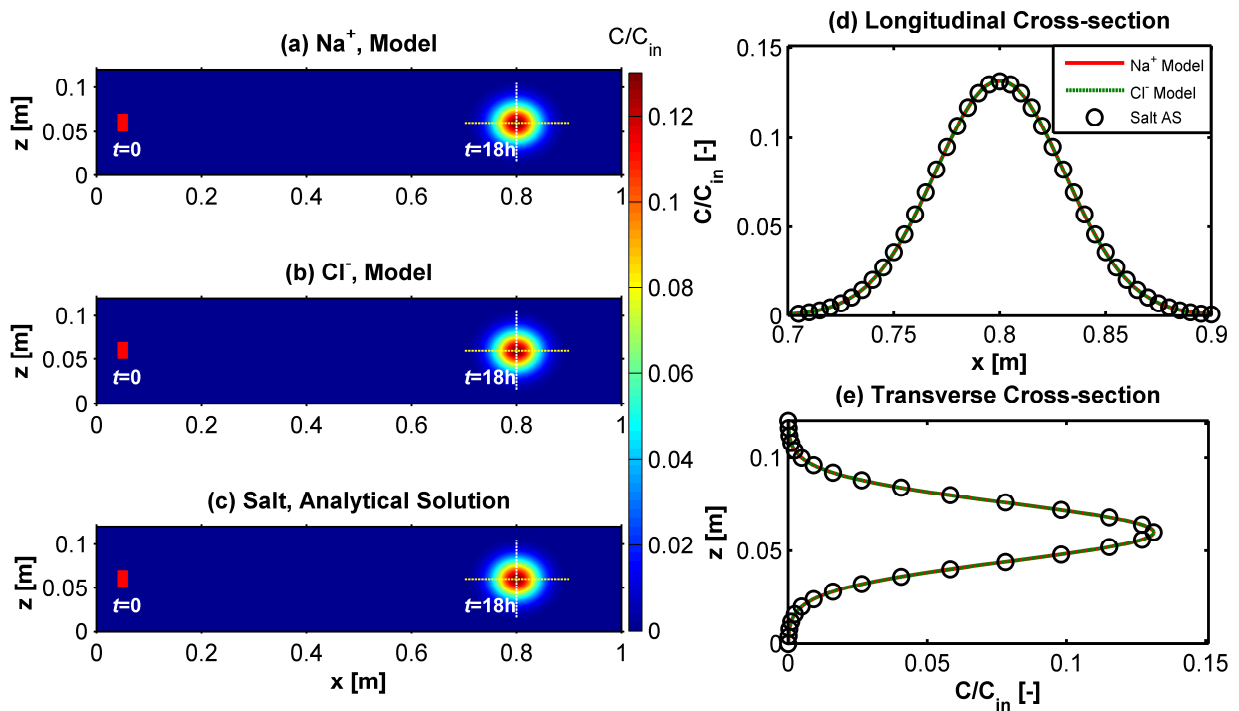 (a) Na⁺, Model
C/C_in
z [m]
0.1
0.05
0
t=0
t=18h
0 0.2 0.4 0.6 0.8 1
(b) Cl⁻, Model
z [m]
0.1
0.05
0
t=0
t=18h
0 0.2 0.4 0.6 0.8 1
(c) Salt, Analytical Solution
z [m]
0.1
0.05
0
t=0
t=18h
0 0.2 0.4 0.6 0.8 1
x [m]
0.12
0.1
0.08
0.06
0.04
0.02
0
(d) Longitudinal Cross-section
C/C_in [-]
0.15
0.1
0.05
0
Na⁺ Model
Cl⁻ Model
Salt AS
0.7 0.75 0.8 0.85 0.9
x [m]
(e) Transverse Cross-section
z [m]
0.1
0.05
0
0 0.05 0.1 0.15
C/C_in [-]